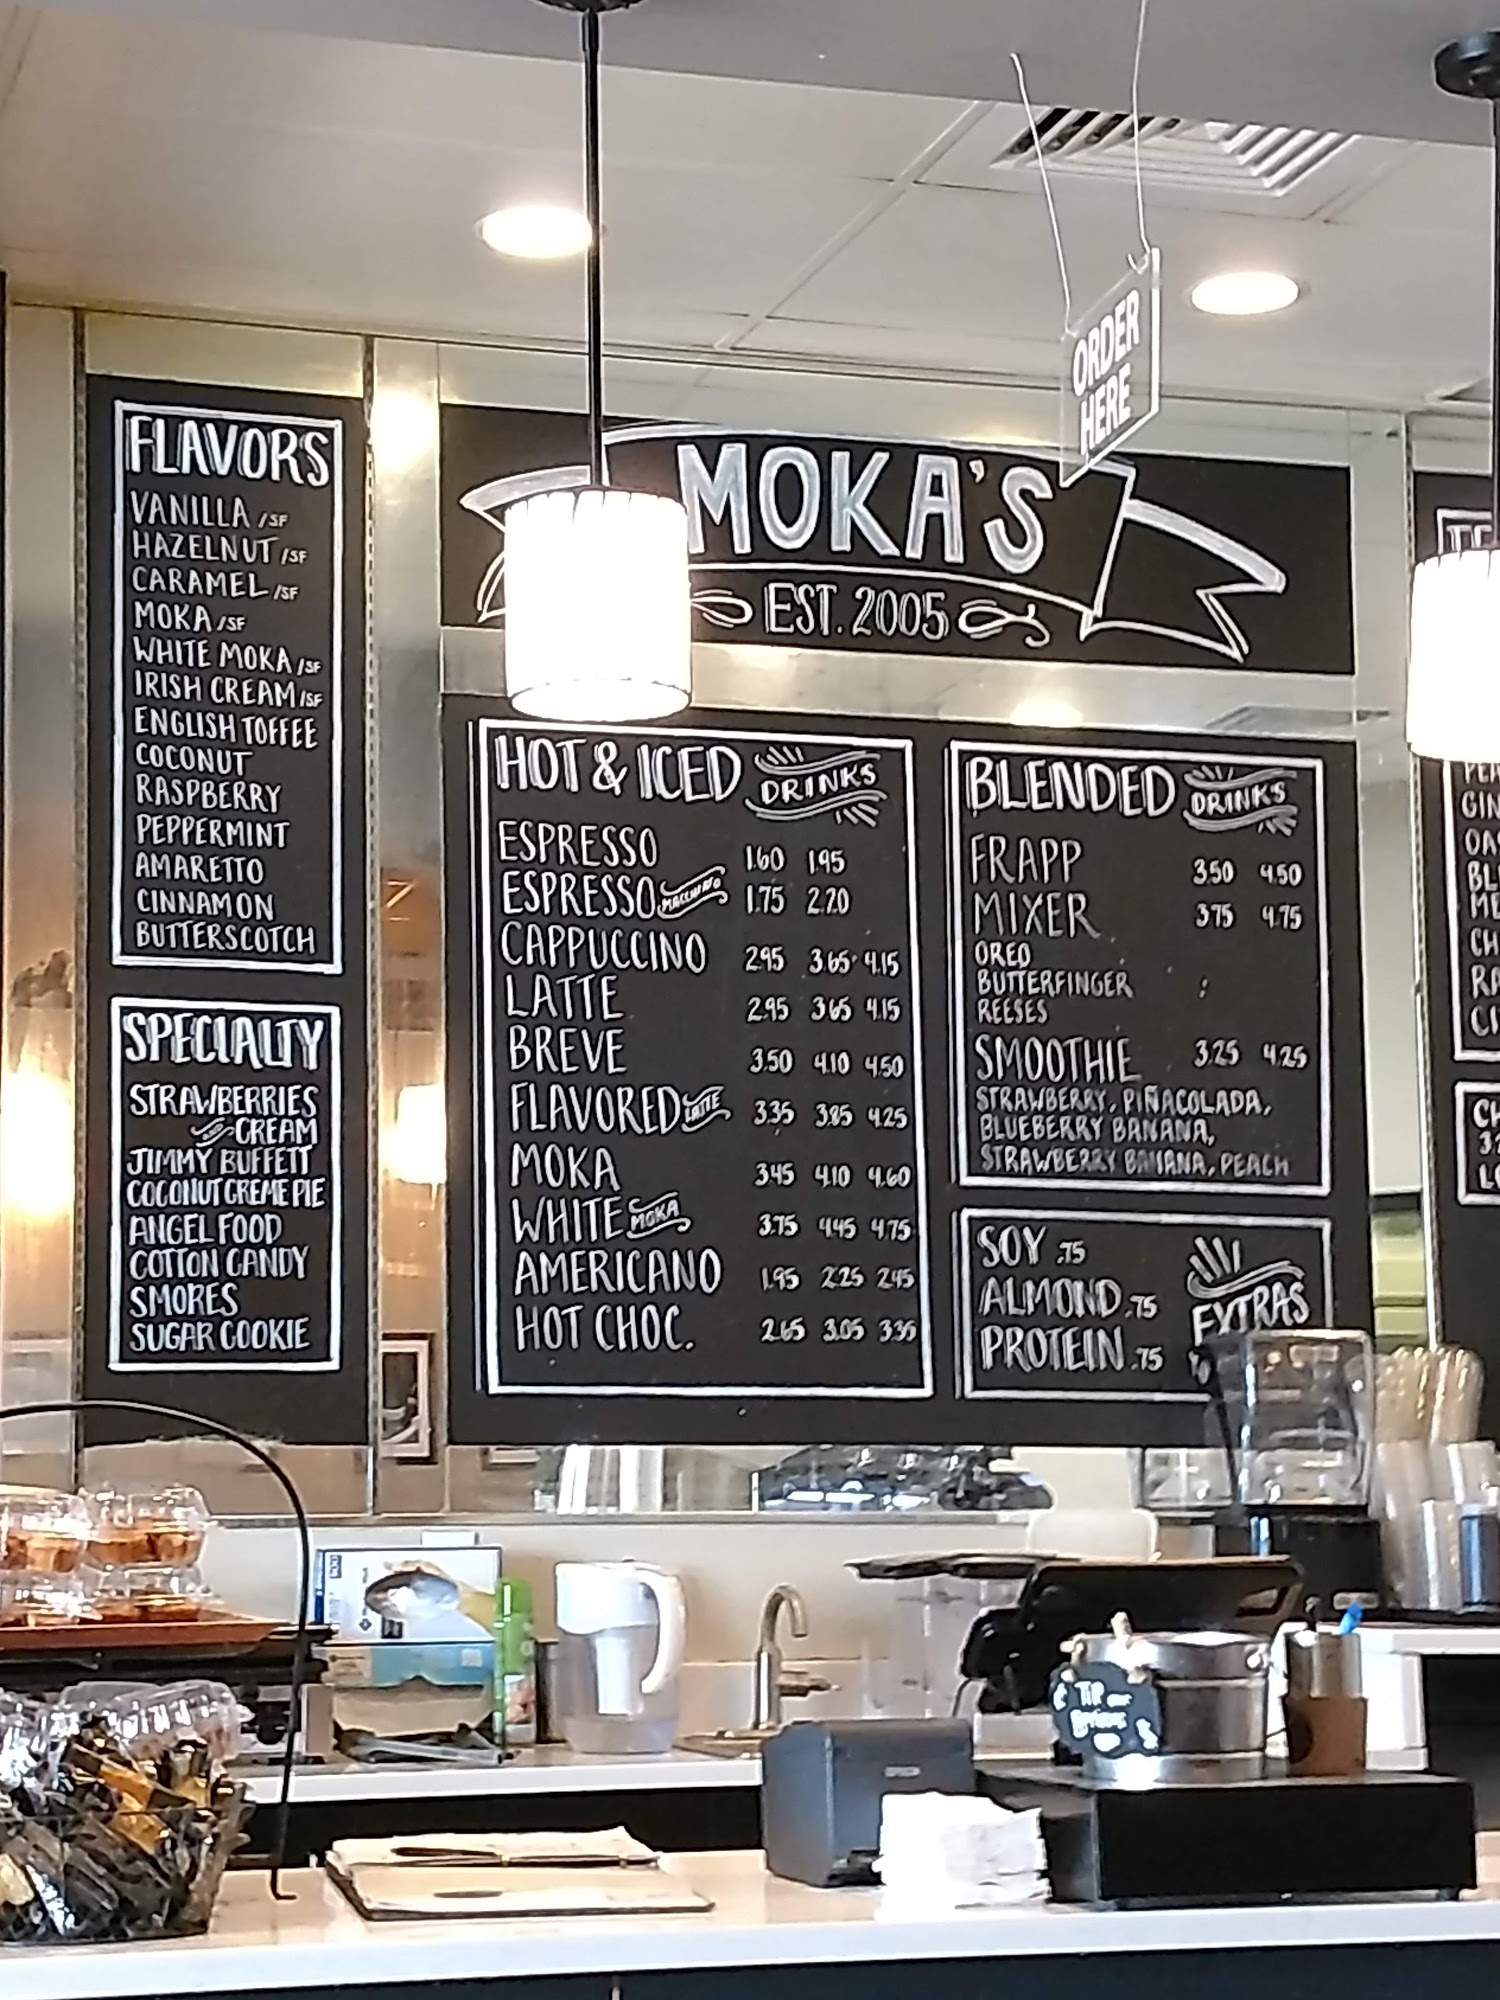 ORDER
HERE
FLAVORS
VANILLA /SF
HAZELNUT /SF
CARAMEL /SF
MOKA /SF
WHITE MOKA /SF
IRISH CREAM /SF
ENGLISH TOFFEE
COCONUT
RASPBERRY
PEPPERMINT
AMARETTO
CINNAMON
BUTTERSCOTCH
SPECIALTY
STRAWBERRIES
CREAM
JIMMY BUFFETT
COCONUT CREME PIE
ANGEL FOOD
COTTON CANDY
SMORES
SUGAR COOKIE
MOKA'S
EST. 2005
HOT & ICED DRINKS
ESPRESSO 1.60 1.95
ESPRESSO MACCHIATO 1.75 2.20
CAPPUCCINO 2.95 3.65 4.15
LATTE 2.95 3.65 4.15
BREVE 3.50 4.10 4.50
FLAVORED LATTE 3.35 3.85 4.25
MOKA 3.45 4.10 4.60
WHITE MOKA 3.75 4.45 4.75
AMERICANO 1.95 2.25 2.45
HOT CHOC. 2.65 3.05 3.35
BLENDED DRINKS
FRAPP 3.50 4.50
MIXER 3.75 4.75
OREO
BUTTERFINGER
REESES
SMOOTHIE 3.25 4.25
STRAWBERRY, PIÑACOLADA,
BLUEBERRY BANANA,
STRAWBERRY BANANA, PEACH
SOY .75
ALMOND .75
PROTEIN .75
EXTRAS
EPSON